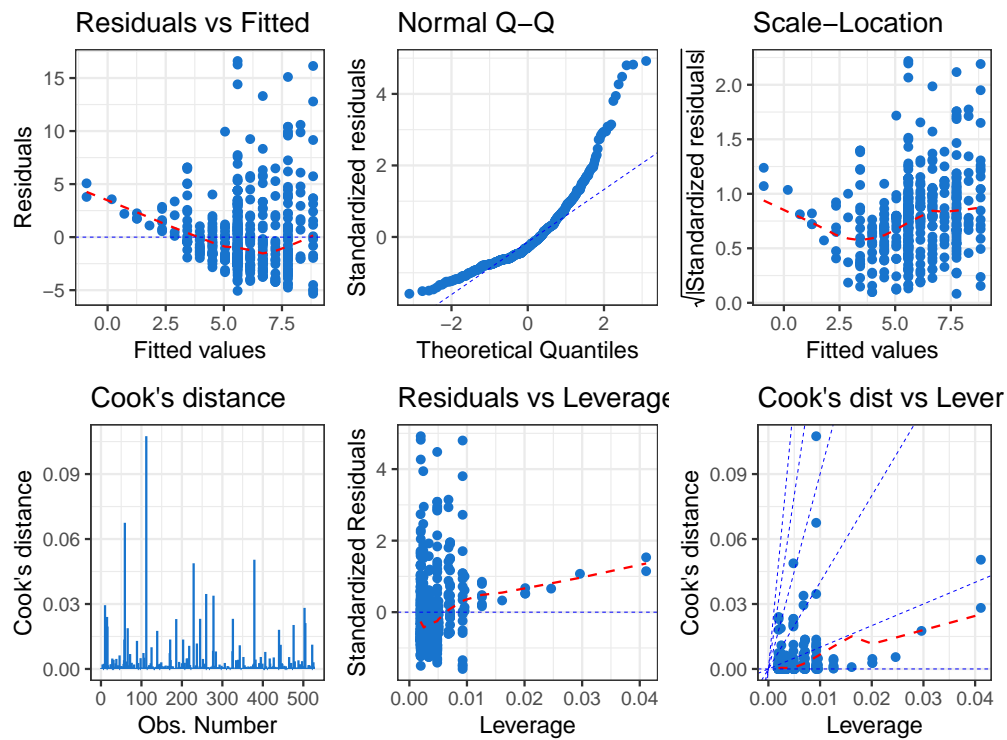 Residuals vs Fitted
Residuals
15
10
5
0
−5
0.0
2.5
5.0
7.5
Fitted values
Normal Q−Q
Standardized residuals
4
2
0
−2
0
2
Theoretical Quantiles
Scale−Location
√|Standardized residuals|
2.0
1.5
1.0
0.5
0.0
0.0
2.5
5.0
7.5
Fitted values
Cook's distance
Cook's distance
0.09
0.06
0.03
0.00
0
100
200
300
400
500
Obs. Number
Residuals vs Leverage
Standardized Residuals
4
2
0
0.00
0.01
0.02
0.03
0.04
Leverage
Cook's dist vs Lever
Cook's distance
0.09
0.06
0.03
0.00
0.00
0.01
0.02
0.03
0.04
Leverage